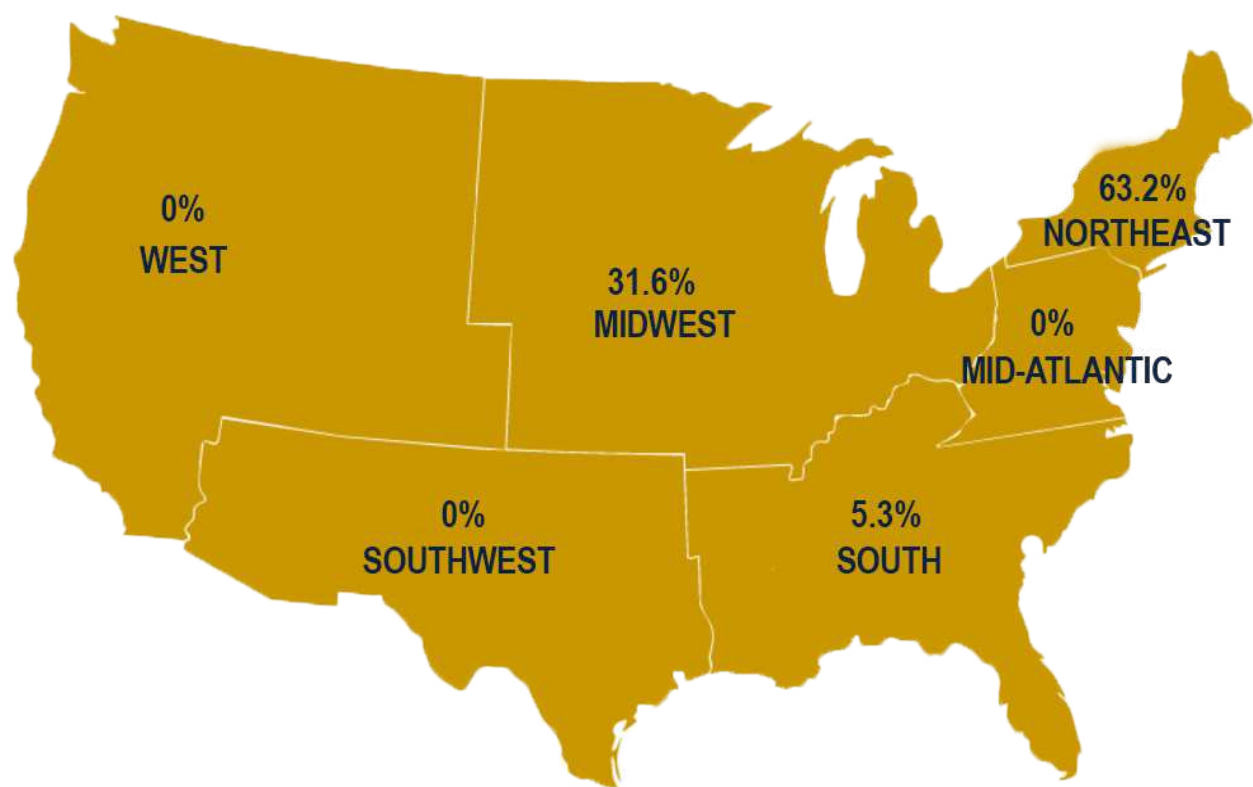 0%
WEST
31.6%
MIDWEST
63.2%
NORTHEAST
0%
MID-ATLANTIC
0%
SOUTHWEST
5.3%
SOUTH